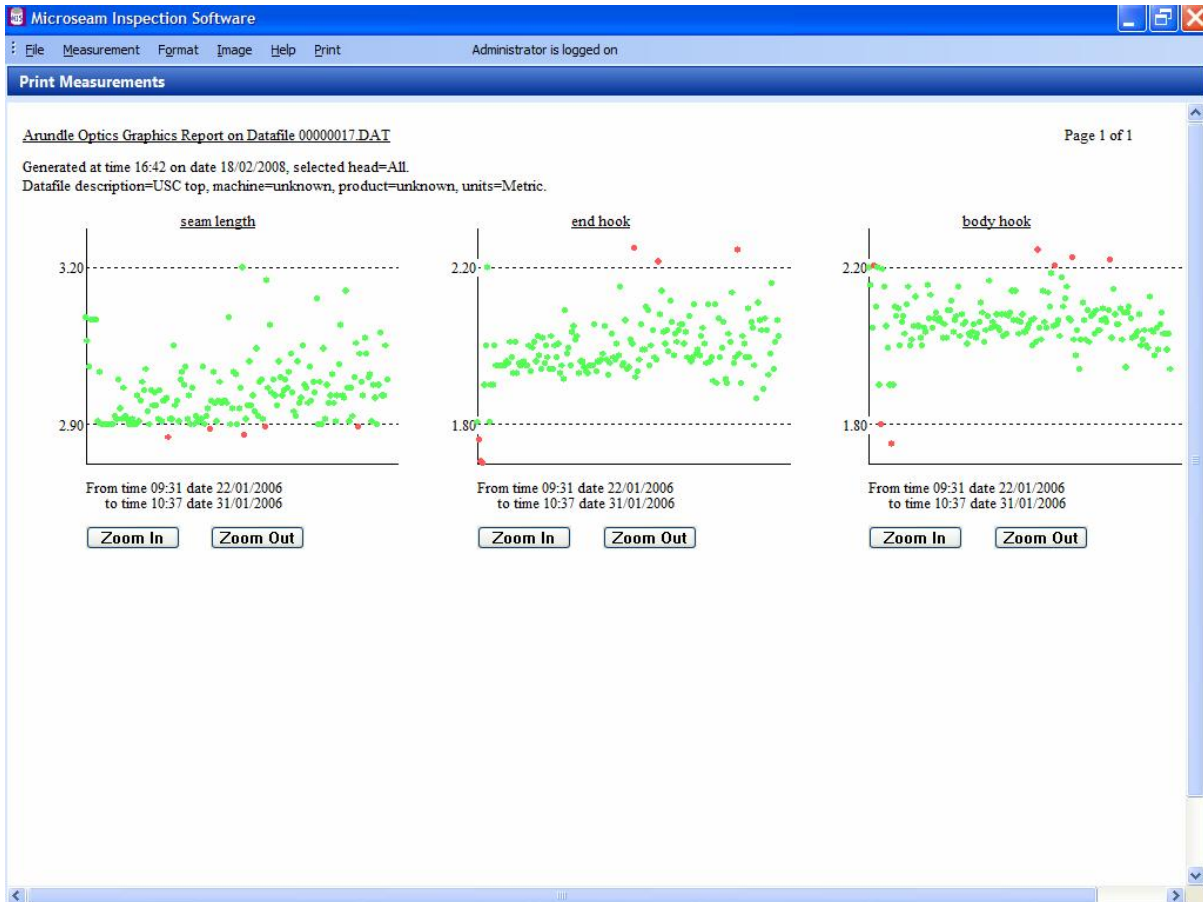 Microseam Inspection Software
File Measurement Format Image Help Print Administrator is logged on
Print Measurements
Arundle Optics Graphics Report on Datafile 00000017.DAT Page 1 of 1
Generated at time 16:42 on date 18/02/2008, selected head=All.
Datafile description=USC top, machine=unknown, product=unknown, units=Metric.
seam length
3.20
2.90
From time 09:31 date 22/01/2006
to time 10:37 date 31/01/2006
Zoom In Zoom Out
end hook
2.20
1.80
From time 09:31 date 22/01/2006
to time 10:37 date 31/01/2006
Zoom In Zoom Out
body hook
2.20
1.80
From time 09:31 date 22/01/2006
to time 10:37 date 31/01/2006
Zoom In Zoom Out